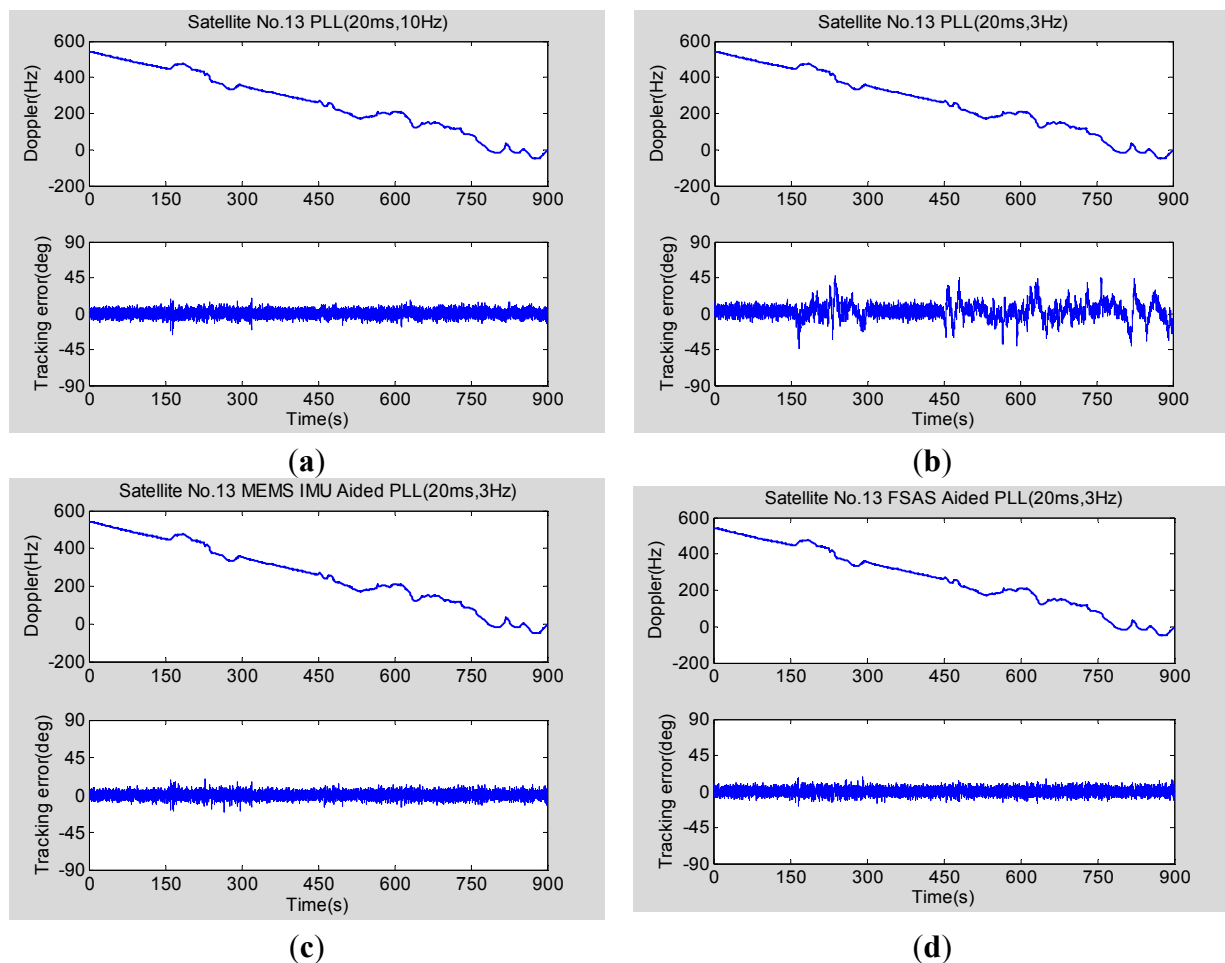 Satellite No.13 PLL(20ms,10Hz)
600
400
200
0
-200
Doppler(Hz)
0 150 300 450 600 750 900
90
45
0
-45
-90
Tracking error(deg)
0 150 300 450 600 750 900
Time(s)
(a)
Satellite No.13 PLL(20ms,3Hz)
600
400
200
0
-200
Doppler(Hz)
0 150 300 450 600 750 900
90
45
0
-45
-90
Tracking error(deg)
0 150 300 450 600 750 900
Time(s)
(b)
Satellite No.13 MEMS IMU Aided PLL(20ms,3Hz)
600
400
200
0
-200
Doppler(Hz)
0 150 300 450 600 750 900
90
45
0
-45
-90
Tracking error(deg)
0 150 300 450 600 750 900
Time(s)
(c)
Satellite No.13 FSAS Aided PLL(20ms,3Hz)
600
400
200
0
-200
Doppler(Hz)
0 150 300 450 600 750 900
90
45
0
-45
-90
Tracking error(deg)
0 150 300 450 600 750 900
Time(s)
(d)